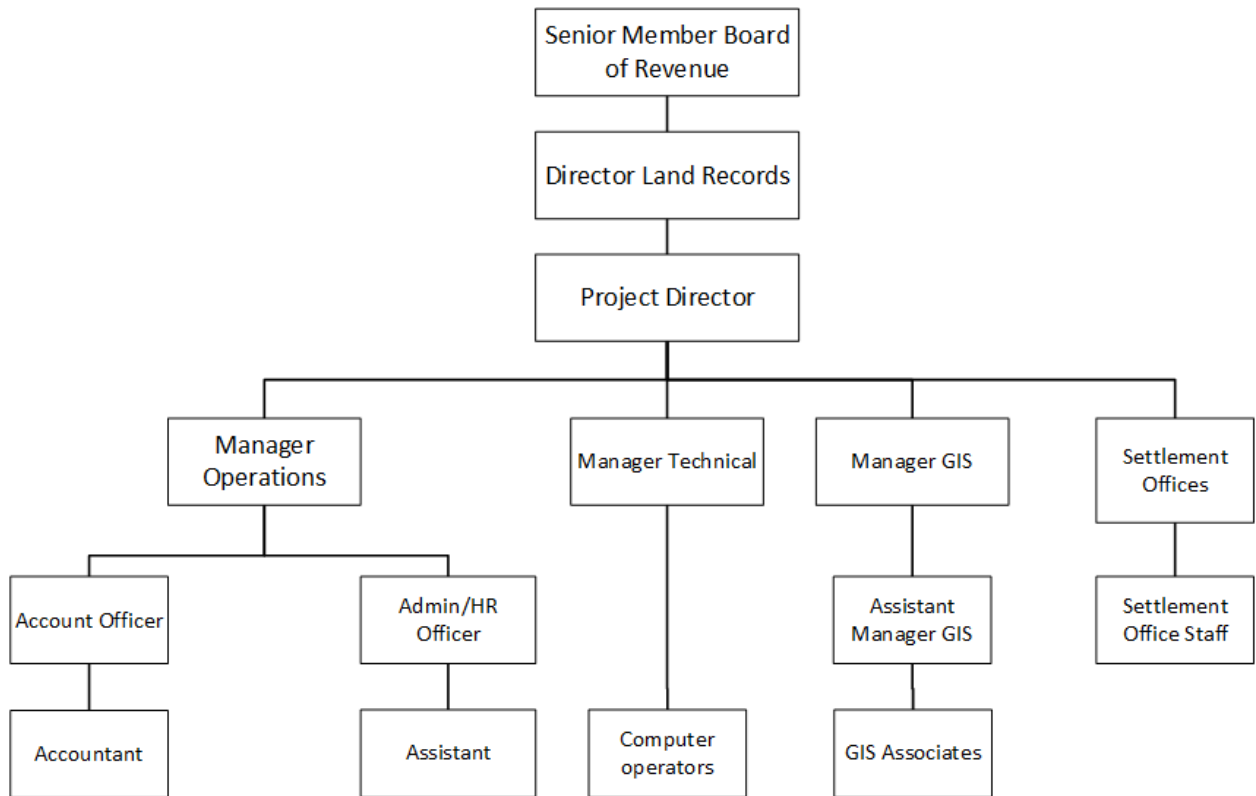 Senior Member Board
of Revenue
Director Land Records
Project Director
Manager
Operations
Manager Technical
Manager GIS
Settlement
Offices
Account Officer
Admin/HR
Officer
Assistant
Manager GIS
Settlement
Office Staff
Accountant
Assistant
Computer
operators
GIS Associates